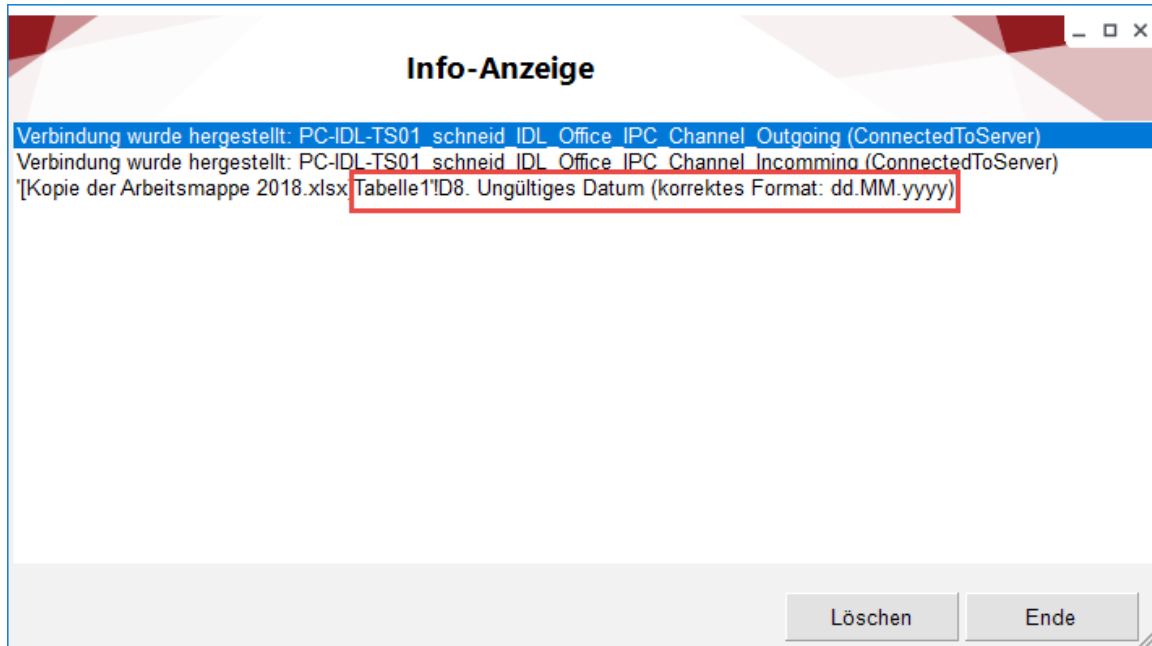 Info-Anzeige
Verbindung wurde hergestellt: PC-IDL-TS01_schneid_IDL_Office_IPC_Channel_Outgoing (ConnectedToServer)
Verbindung wurde hergestellt: PC-IDL-TS01_schneid_IDL_Office_IPC_Channel_Incomming (ConnectedToServer)
'[Kopie der Arbeitsmappe 2018.xlsx]Tabelle1'!D8. Ungültiges Datum (korrektes Format: dd.MM.yyyy)
Löschen
Ende